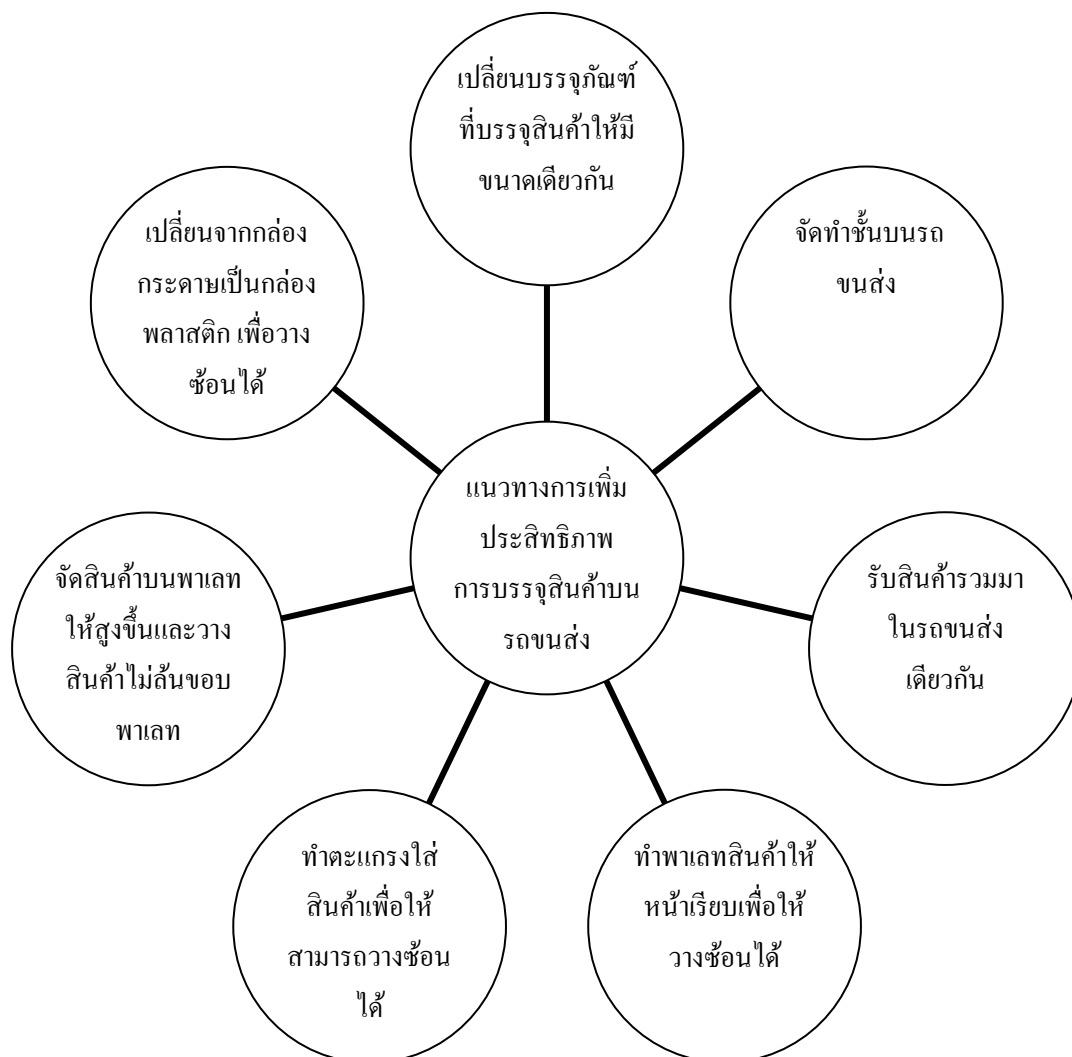 เปลี่ยนบรรจุภัณฑ์
ที่บรรจุสินค้าให้มี
ขนาดเดียวกัน
จัดทำชั้นบนรถ
ขนส่ง
รับสินค้ารวมมา
ในรถขนส่ง
เดียวกัน
ทำพาเลทสินค้าให้
หน้าเรียบเพื่อให้
วางซ้อนได้
ทำตะแกรงใส่
สินค้าเพื่อให้
สามารถวางซ้อน
ได้
จัดสินค้าบนพาเลท
ให้สูงขึ้นและวาง
สินค้าไม่ล้นขอบ
พาเลท
เปลี่ยนจากกล่อง
กระดาษเป็นกล่อง
พลาสติก เพื่อวาง
ซ้อนได้
แนวทางการเพิ่ม
ประสิทธิภาพ
การบรรจุสินค้าบน
รถขนส่ง